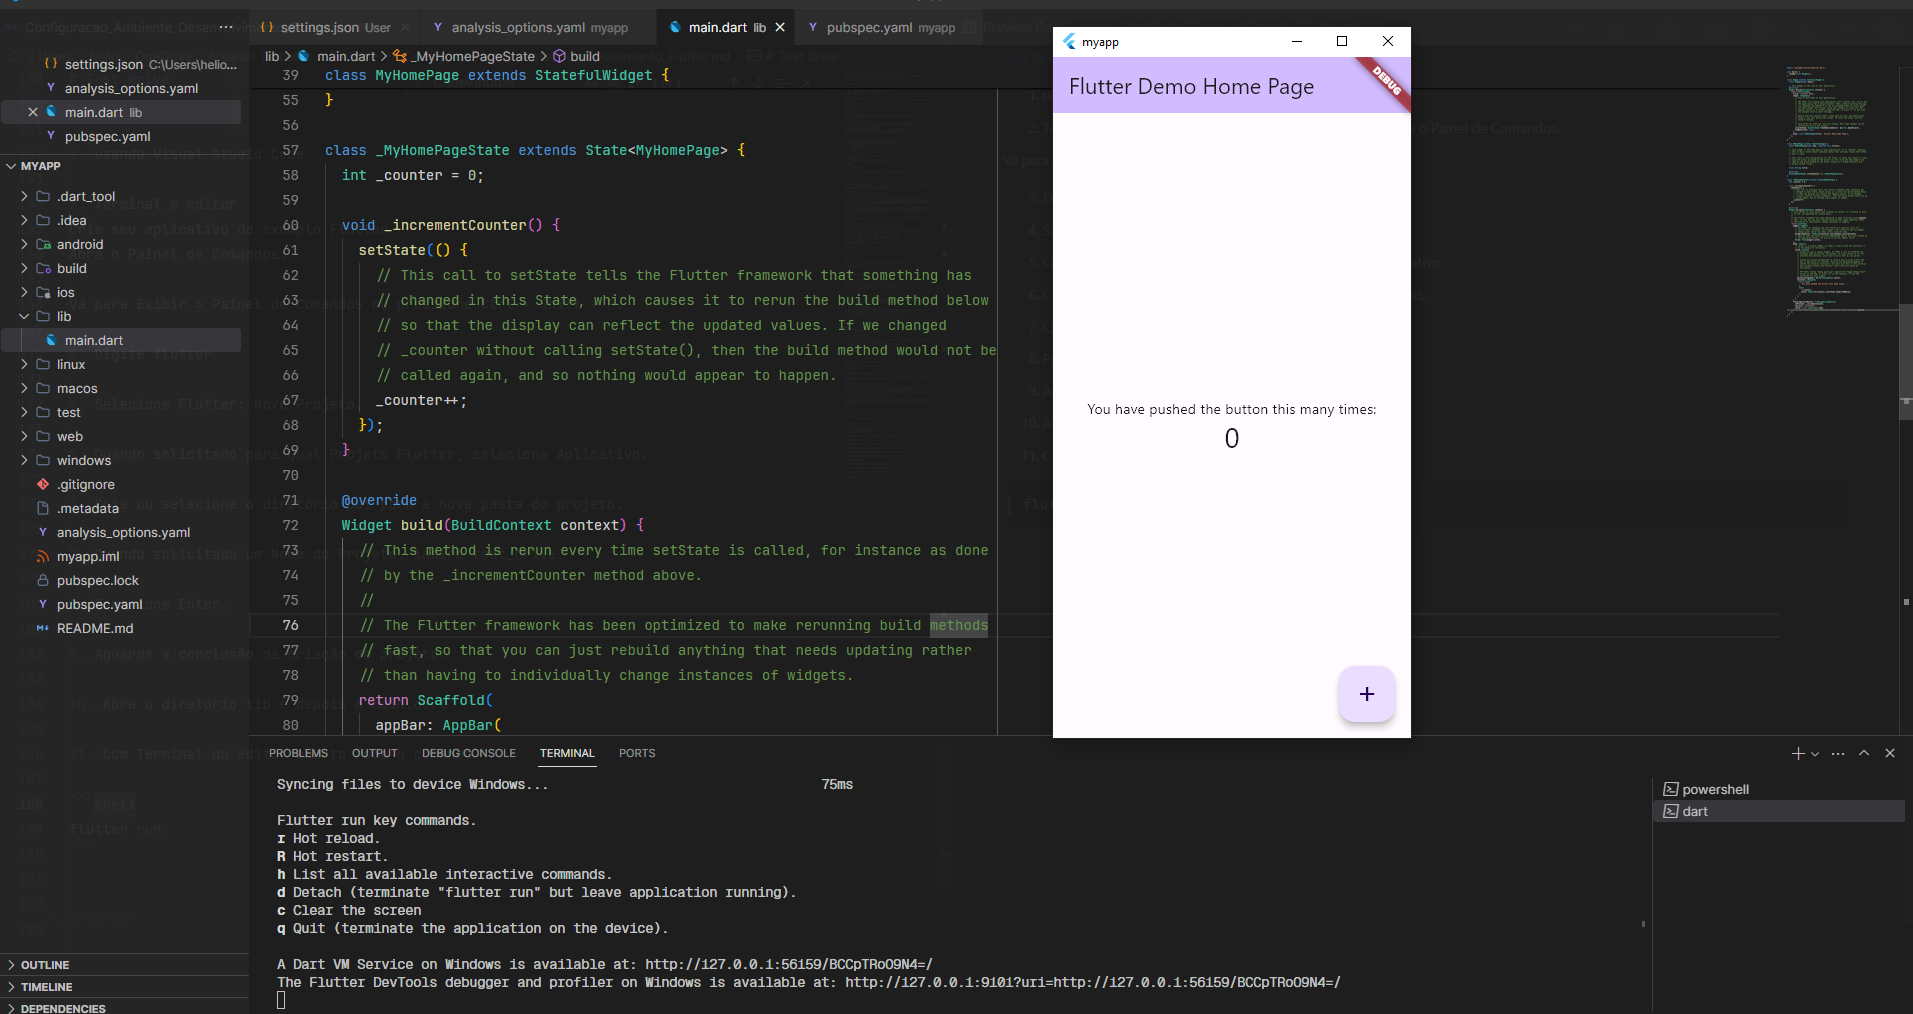 settings.json User
analysis_options.yaml myapp
main.dart lib
pubspec.yaml myapp
lib > main.dart > _MyHomePageState > build
settings.json C:\Users\helio...
analysis_options.yaml
main.dart lib
pubspec.yaml
MYAPP
.dart_tool
.idea
android
build
ios
lib
main.dart
linux
macos
test
web
windows
.gitignore
.metadata
analysis_options.yaml
myapp.iml
pubspec.lock
pubspec.yaml
README.md
OUTLINE
TIMELINE
DEPENDENCIES
39 class MyHomePage extends StatefulWidget {
55 }
56
57 class _MyHomePageState extends State<MyHomePage> {
58 int _counter = 0;
59
60 void _incrementCounter() {
61 setState(() {
62 // This call to setState tells the Flutter framework that something has
63 // changed in this State, which causes it to rerun the build method below
64 // so that the display can reflect the updated values. If we changed
65 // _counter without calling setState(), then the build method would not be
66 // called again, and so nothing would appear to happen.
67 _counter++;
68 });
69 }
70
71 @override
72 Widget build(BuildContext context) {
73 // This method is rerun every time setState is called, for instance as done
74 // by the _incrementCounter method above.
75 //
76 // The Flutter framework has been optimized to make rerunning build methods
77 // fast, so that you can just rebuild anything that needs updating rather
78 // than having to individually change instances of widgets.
79 return Scaffold(
80 appBar: AppBar(
myapp
Flutter Demo Home Page
DEBUG
You have pushed the button this many times:
0
+
PROBLEMS OUTPUT DEBUG CONSOLE TERMINAL PORTS
Syncing files to device Windows... 75ms
Flutter run key commands.
r Hot reload.
R Hot restart.
h List all available interactive commands.
d Detach (terminate "flutter run" but leave application running).
c Clear the screen
q Quit (terminate the application on the device).
A Dart VM Service on Windows is available at: http://127.0.0.1:56159/BCCpTRoO9N4=/
The Flutter DevTools debugger and profiler on Windows is available at: http://127.0.0.1:9101?uri=http://127.0.0.1:56159/BCCpTRoO9N4=/
powershell
dart